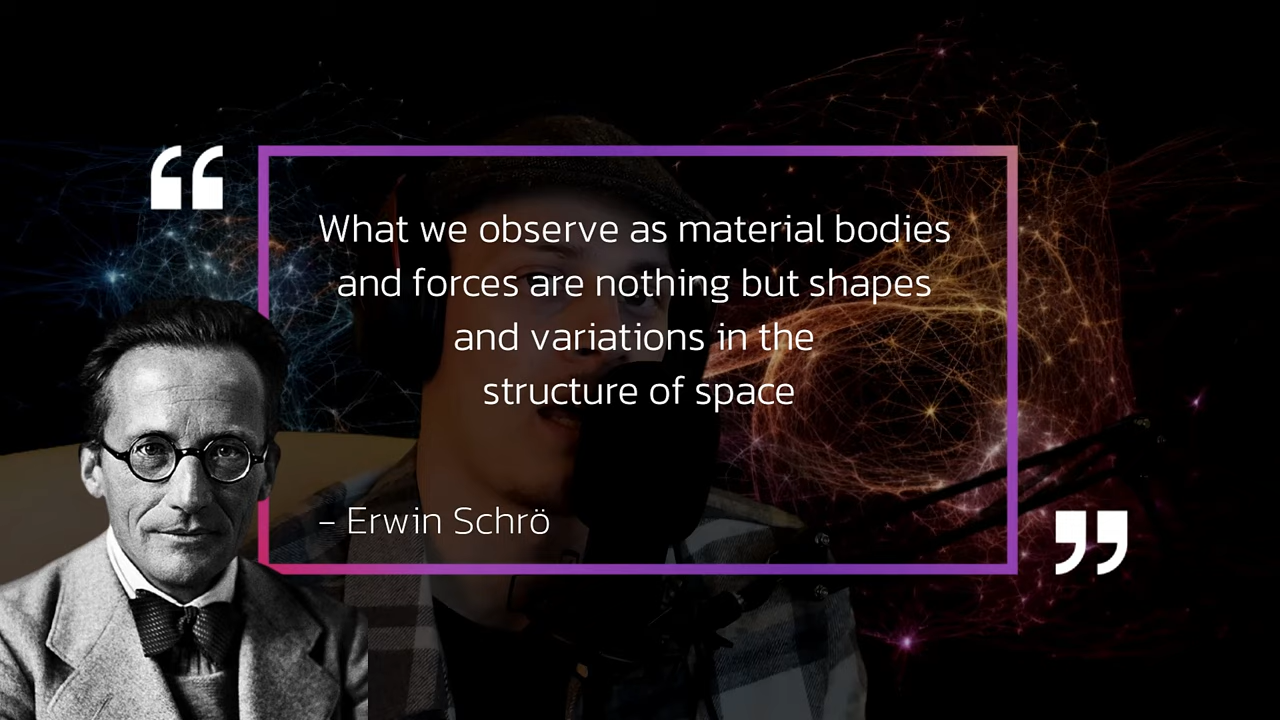 “
What we observe as material bodies
and forces are nothing but shapes
and variations in the
structure of space
– Erwin Schrö
”